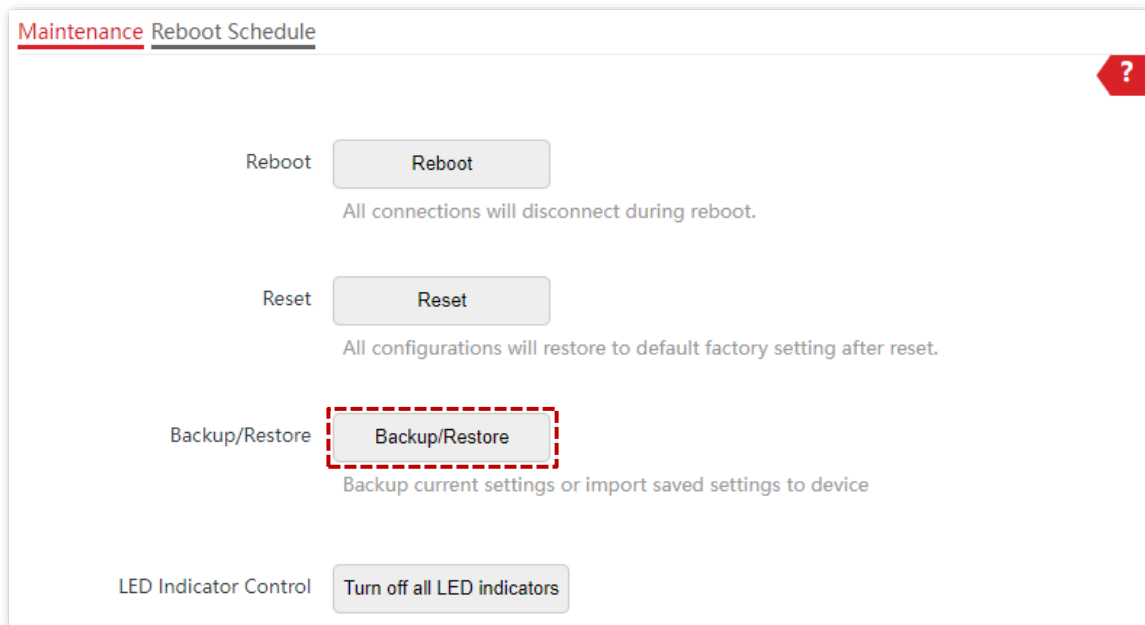 Maintenance Reboot Schedule
?
Reboot Reboot
All connections will disconnect during reboot.
Reset Reset
All configurations will restore to default factory setting after reset.
Backup/Restore Backup/Restore
Backup current settings or import saved settings to device
LED Indicator Control Turn off all LED indicators